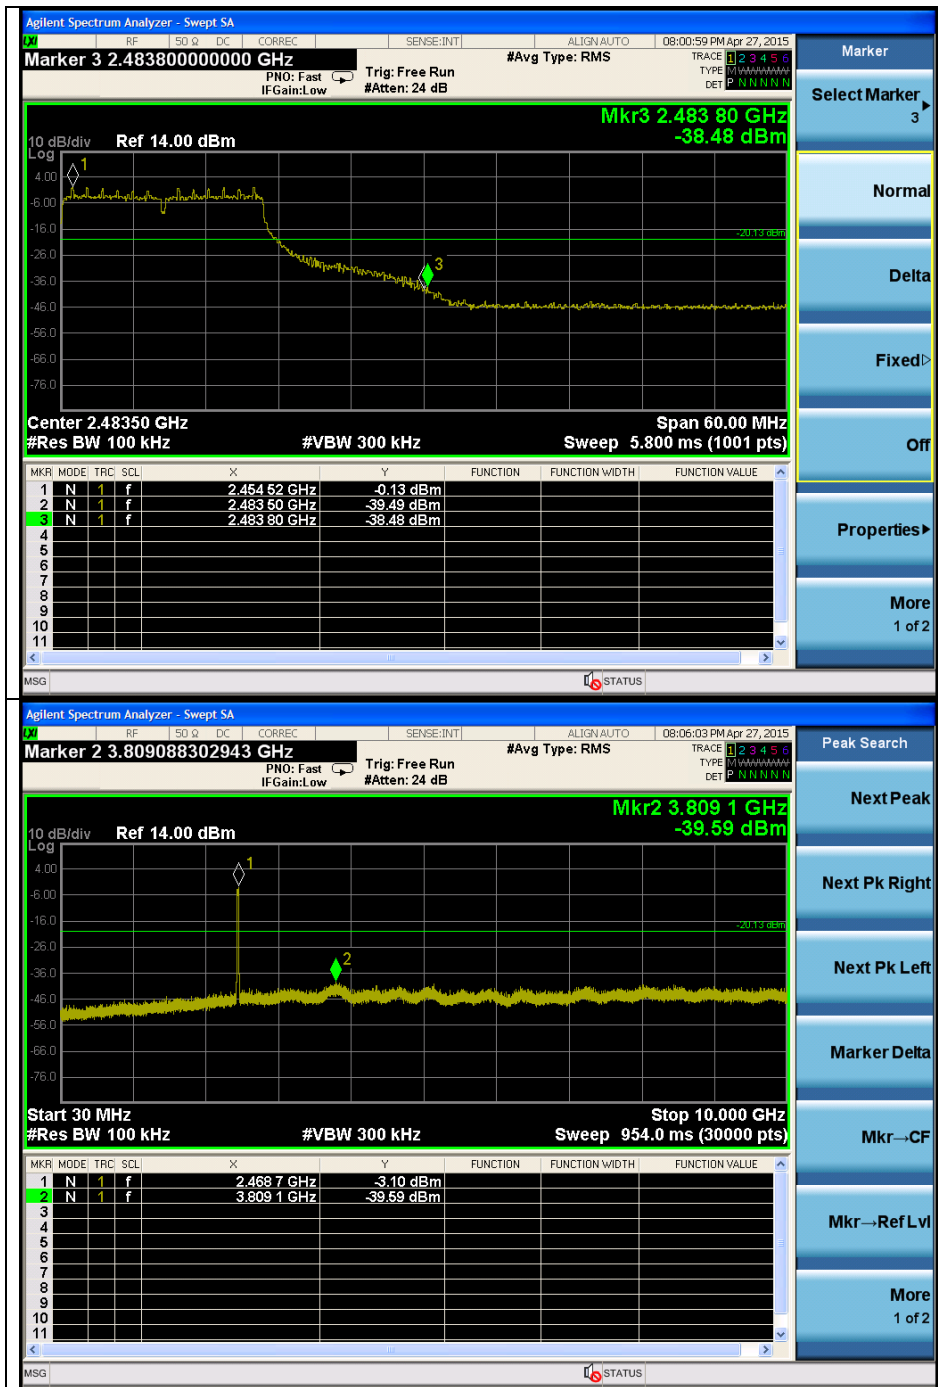 Agilent Spectrum Analyzer - Swept SA
LXI RF 50 Ω DC CORREC SENSE:INT ALIGN AUTO 08:00:59 PM Apr 27, 2015
Marker 3 2.483800000000 GHz
PNO: Fast
IFGain:Low
Trig: Free Run
#Atten: 24 dB
#Avg Type: RMS
TRACE 1 2 3 4 5 6
TYPE M W W W W W
DET P N N N N N
Mkr3 2.483 80 GHz
-38.48 dBm
10 dB/div Ref 14.00 dBm
Log
4.00
-6.00
-16.0
-26.0
-36.0
-46.0
-56.0
-66.0
-76.0
1
3
-20.13 dBm
Center 2.48350 GHz Span 60.00 MHz
#Res BW 100 kHz #VBW 300 kHz Sweep 5.800 ms (1001 pts)
MKR MODE TRC SCL X Y FUNCTION FUNCTION WIDTH FUNCTION VALUE
1 N 1 f 2.454 52 GHz -0.13 dBm
2 N 1 f 2.483 50 GHz -39.49 dBm
3 N 1 f 2.483 80 GHz -38.48 dBm
4
5
6
7
8
9
10
11
MSG STATUS
Marker
Select Marker
3
Normal
Delta
Fixed
Off
Properties
More
1 of 2
Agilent Spectrum Analyzer - Swept SA
LXI RF 50 Ω DC CORREC SENSE:INT ALIGN AUTO 08:06:03 PM Apr 27, 2015
Marker 2 3.809088302943 GHz
PNO: Fast
IFGain:Low
Trig: Free Run
#Atten: 24 dB
#Avg Type: RMS
TRACE 1 2 3 4 5 6
TYPE M W W W W W
DET P N N N N N
Mkr2 3.809 1 GHz
-39.59 dBm
10 dB/div Ref 14.00 dBm
Log
4.00
-6.00
-16.0
-26.0
-36.0
-46.0
-56.0
-66.0
-76.0
1
2
-20.13 dBm
Start 30 MHz Stop 10.000 GHz
#Res BW 100 kHz #VBW 300 kHz Sweep 954.0 ms (30000 pts)
MKR MODE TRC SCL X Y FUNCTION FUNCTION WIDTH FUNCTION VALUE
1 N 1 f 2.468 7 GHz -3.10 dBm
2 N 1 f 3.809 1 GHz -39.59 dBm
3
4
5
6
7
8
9
10
11
MSG STATUS
Peak Search
Next Peak
Next Pk Right
Next Pk Left
Marker Delta
Mkr→CF
Mkr→Ref Lvl
More
1 of 2